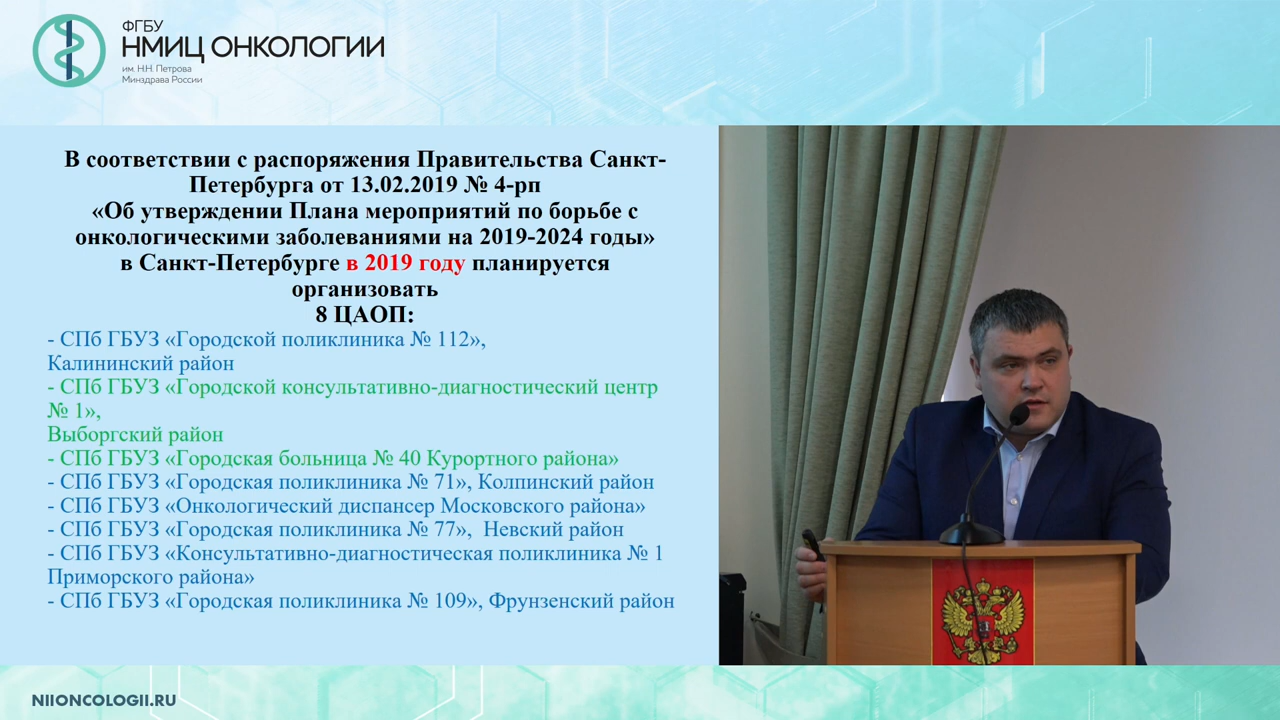 ФГБУ
НМИЦ ОНКОЛОГИИ
им. Н.Н. Петрова
Минздрава России
В соответствии с распоряжения Правительства Санкт-
Петербурга от 13.02.2019 № 4-рп
«Об утверждении Плана мероприятий по борьбе с
онкологическими заболеваниями на 2019-2024 годы»
в Санкт-Петербурге в 2019 году планируется
организовать
8 ЦАОП:
- СПб ГБУЗ «Городской поликлиника № 112»,
Калининский район
- СПб ГБУЗ «Городской консультативно-диагностический центр
№ 1»,
Выборгский район
- СПб ГБУЗ «Городская больница № 40 Курортного района»
- СПб ГБУЗ «Городская поликлиника № 71», Колпинский район
- СПб ГБУЗ «Онкологический диспансер Московского района»
- СПб ГБУЗ «Городская поликлиника № 77», Невский район
- СПб ГБУЗ «Консультативно-диагностическая поликлиника № 1
Приморского района»
- СПб ГБУЗ «Городская поликлиника № 109», Фрунзенский район
NIIONCOLOGII.RU